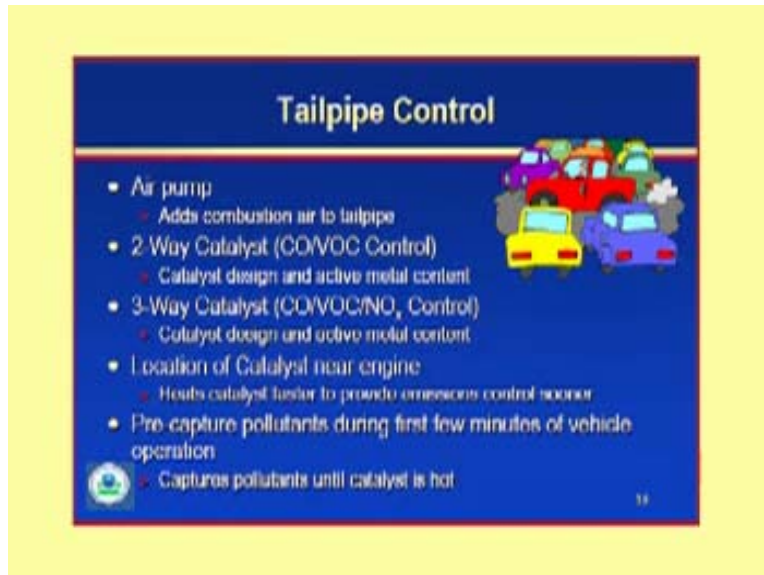 Tailpipe Control
• Air pump
Adds combustion air to tailpipe
• 2-Way Catalyst (CO/VOC Control)
Catalyst design and active metal content
• 3-Way Catalyst (CO/VOC/NOx Control)
Catalyst design and active metal content
• Location of Catalyst near engine
Heats catalyst faster to provide emissions control sooner
• Pre-capture pollutants during first few minutes of vehicle
operation
Captures pollutants until catalyst is hot